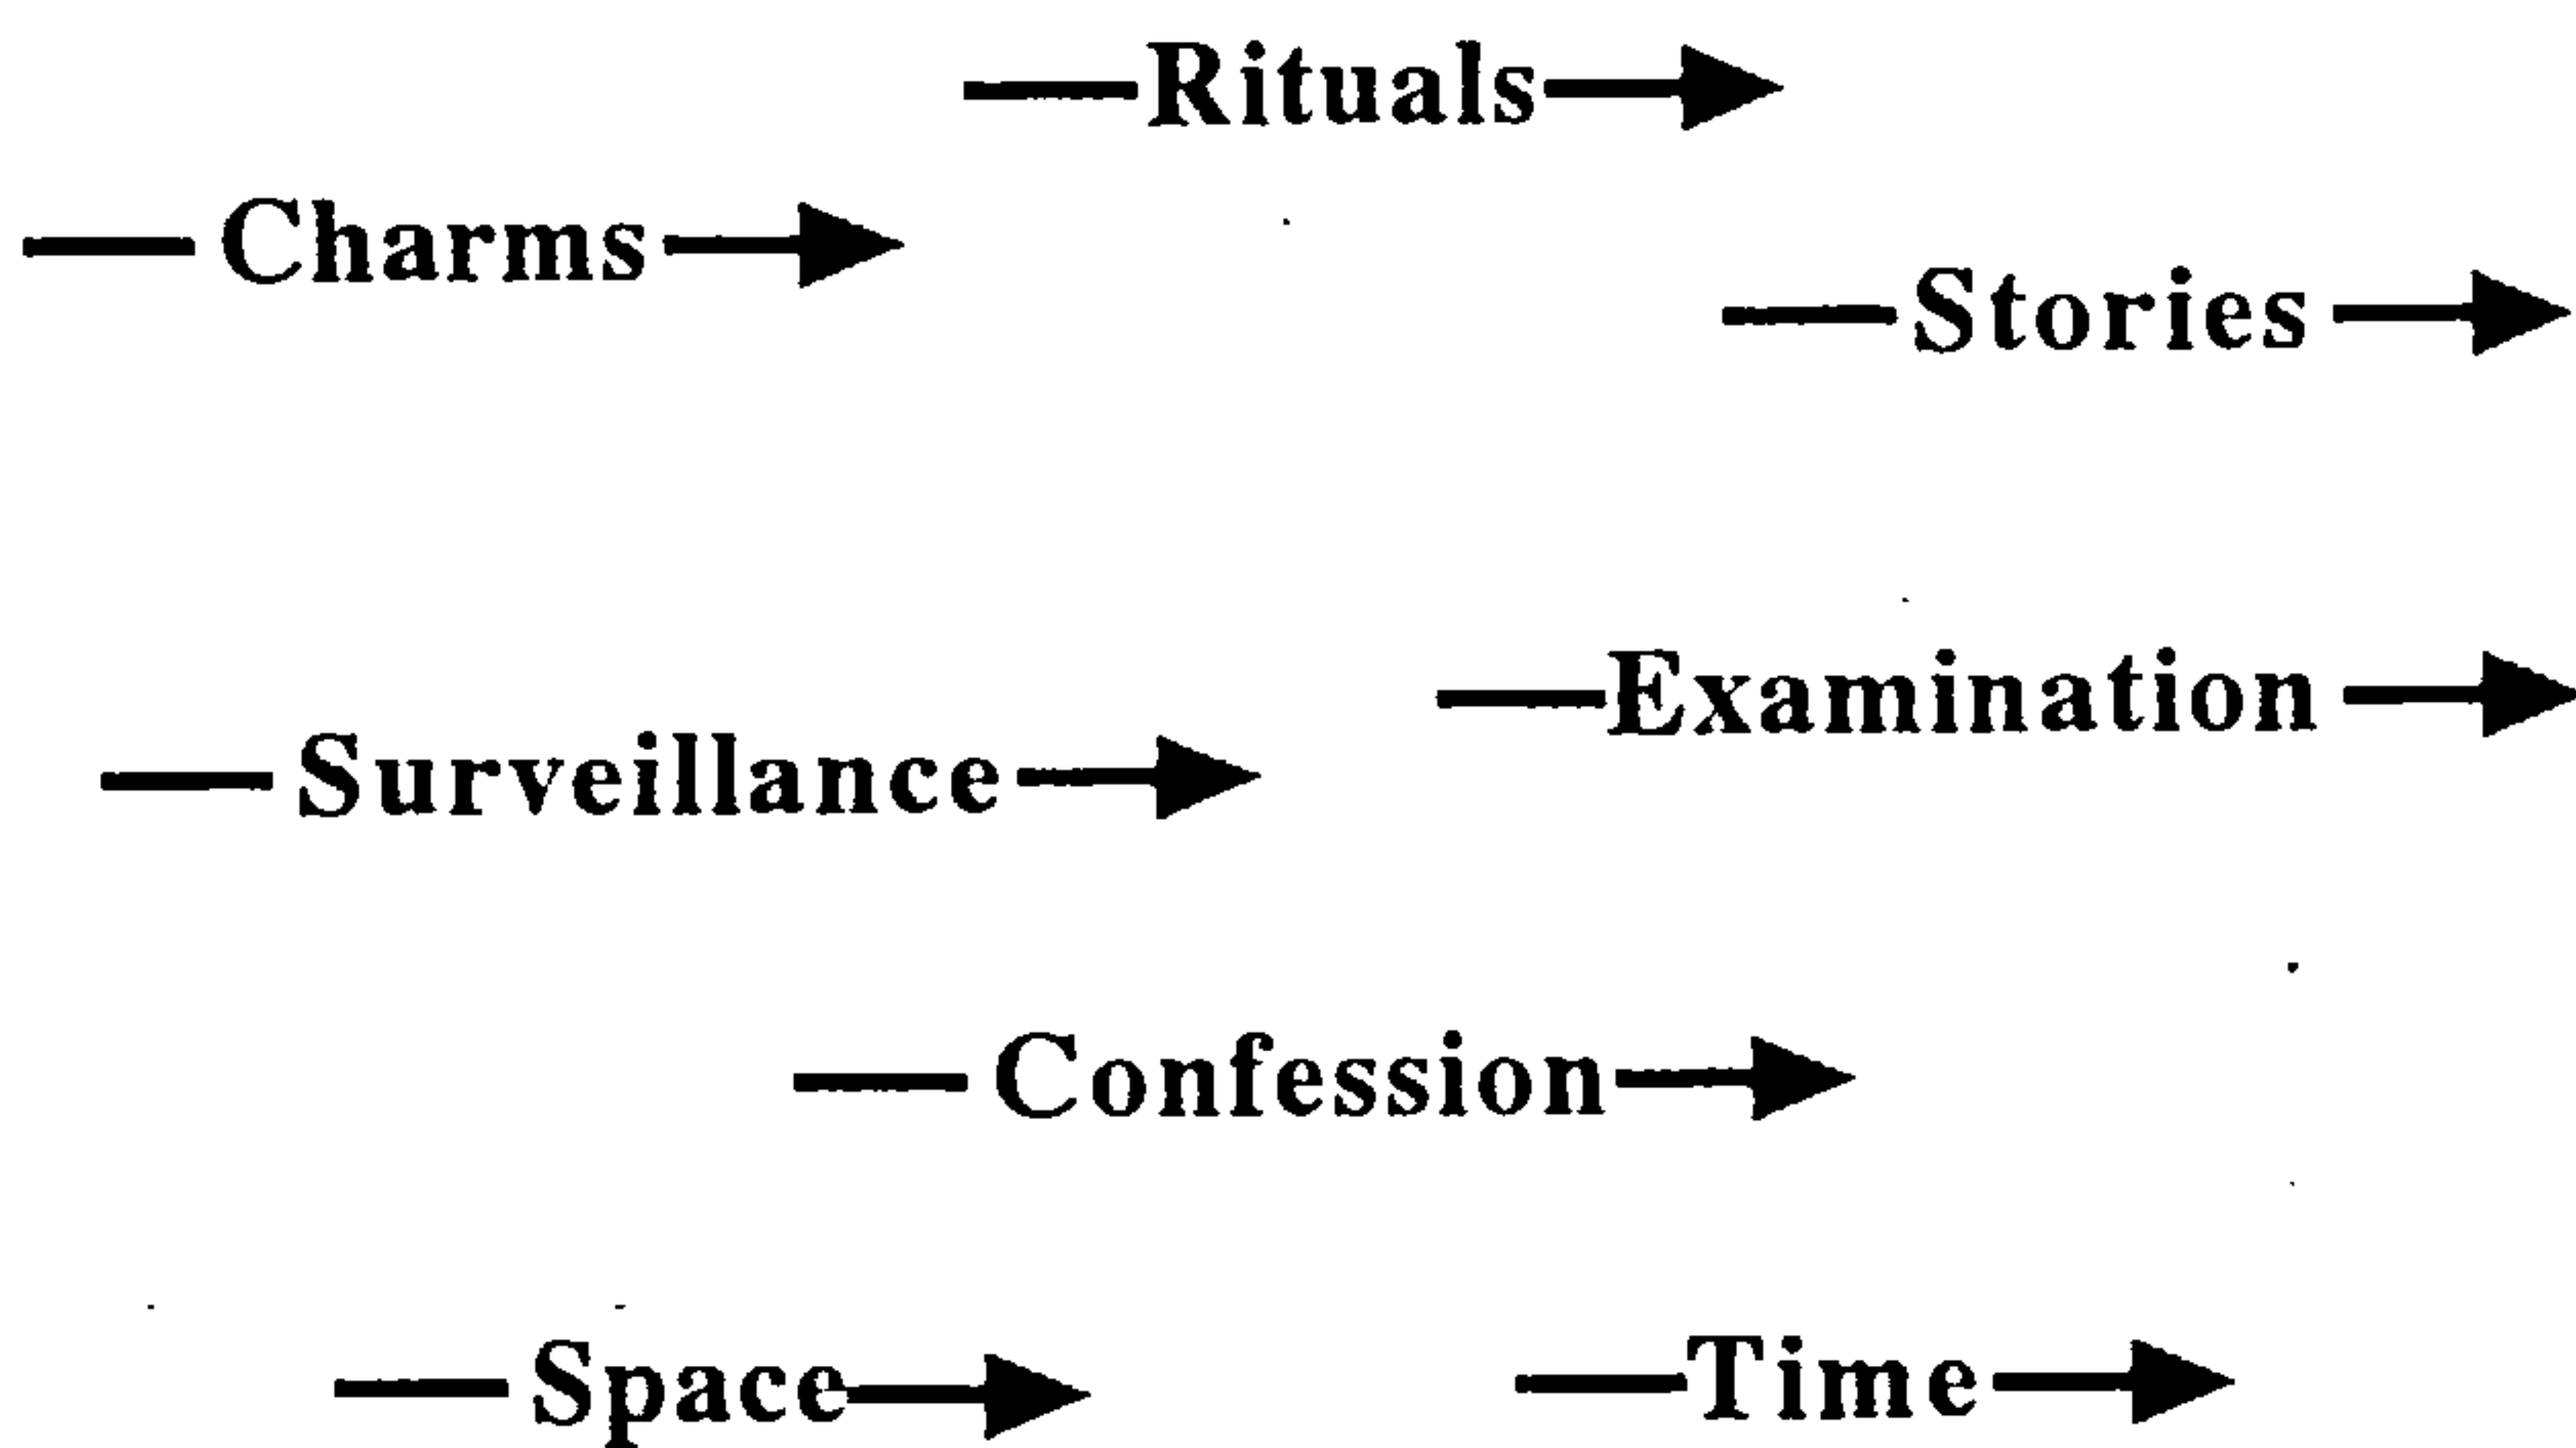 Rituals
Charms
Stories
Examination
Surveillance
Confession
Space
Time